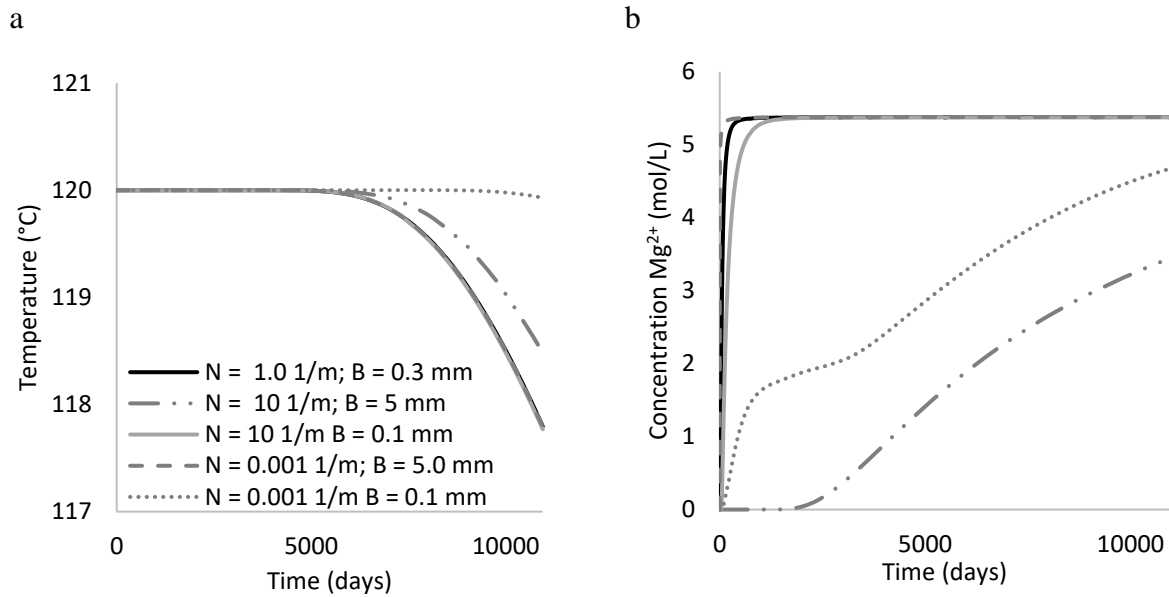 a
121
120
119
118
117
Temperature (°C)
N = 1.0 1/m; B = 0.3 mm
N = 10 1/m; B = 5 mm
N = 10 1/m B = 0.1 mm
N = 0.001 1/m; B = 5.0 mm
N = 0.001 1/m B = 0.1 mm
0 5000 10000
Time (days)
b
6
5
4
3
2
1
0
Concentration Mg²⁺ (mol/L)
0 5000 10000
Time (days)